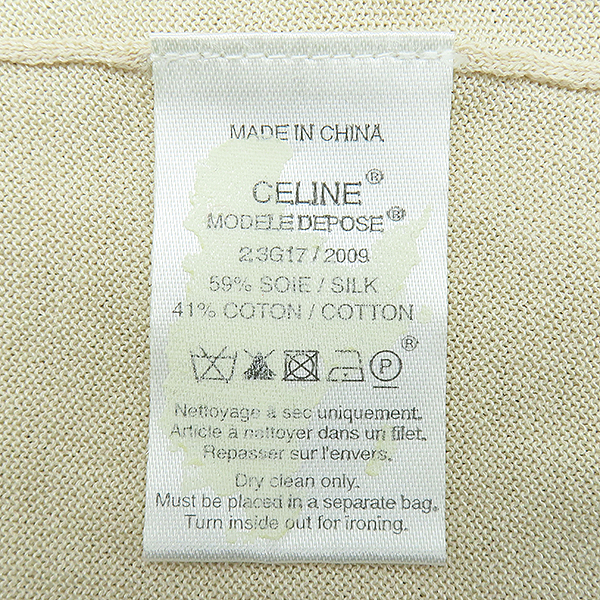 MADE IN CHINA
CELINE®
MODELE DEPOSE®
23G17 / 2009
59% SOIE / SILK
41% COTON / COTTON
P ®
Nettoyage a sec uniquement.
Article a nettoyer dans un filet.
Repasser sur l'envers.
Dry clean only.
Must be placed in a separate bag.
Turn inside out for ironing.